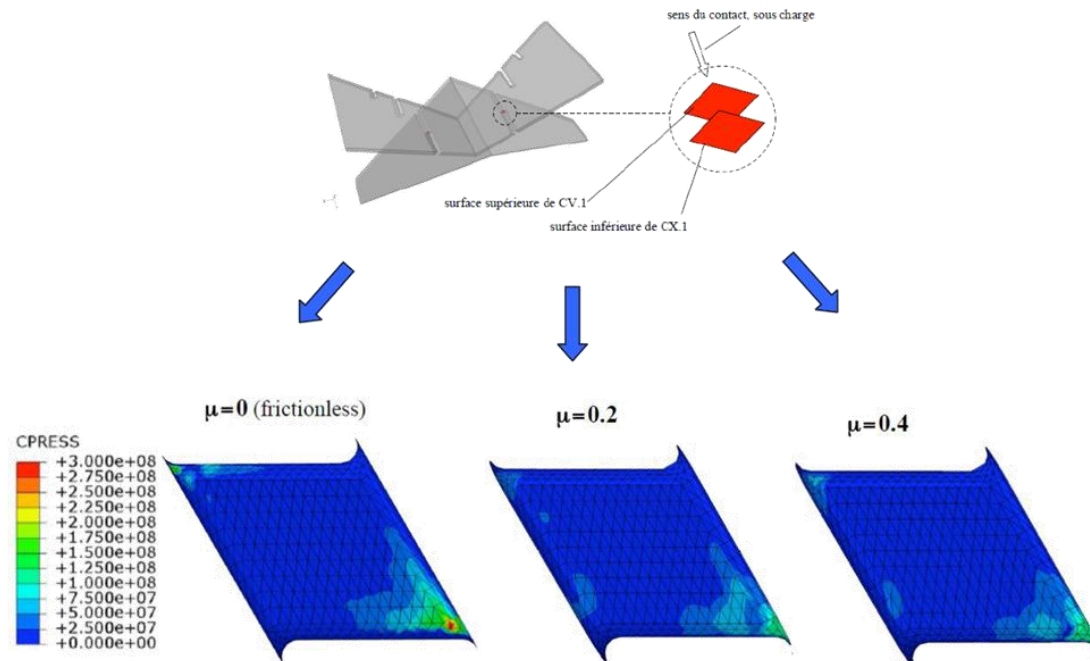 sens du contact, sous charge
surface supérieure de CV.1
surface inférieure de CX.1
μ=0 (frictionless)
μ=0.2
μ=0.4
CPRESS
+3.000e+08
+2.750e+08
+2.500e+08
+2.250e+08
+2.000e+08
+1.750e+08
+1.500e+08
+1.250e+08
+1.000e+08
+7.500e+07
+5.000e+07
+2.500e+07
+0.000e+00